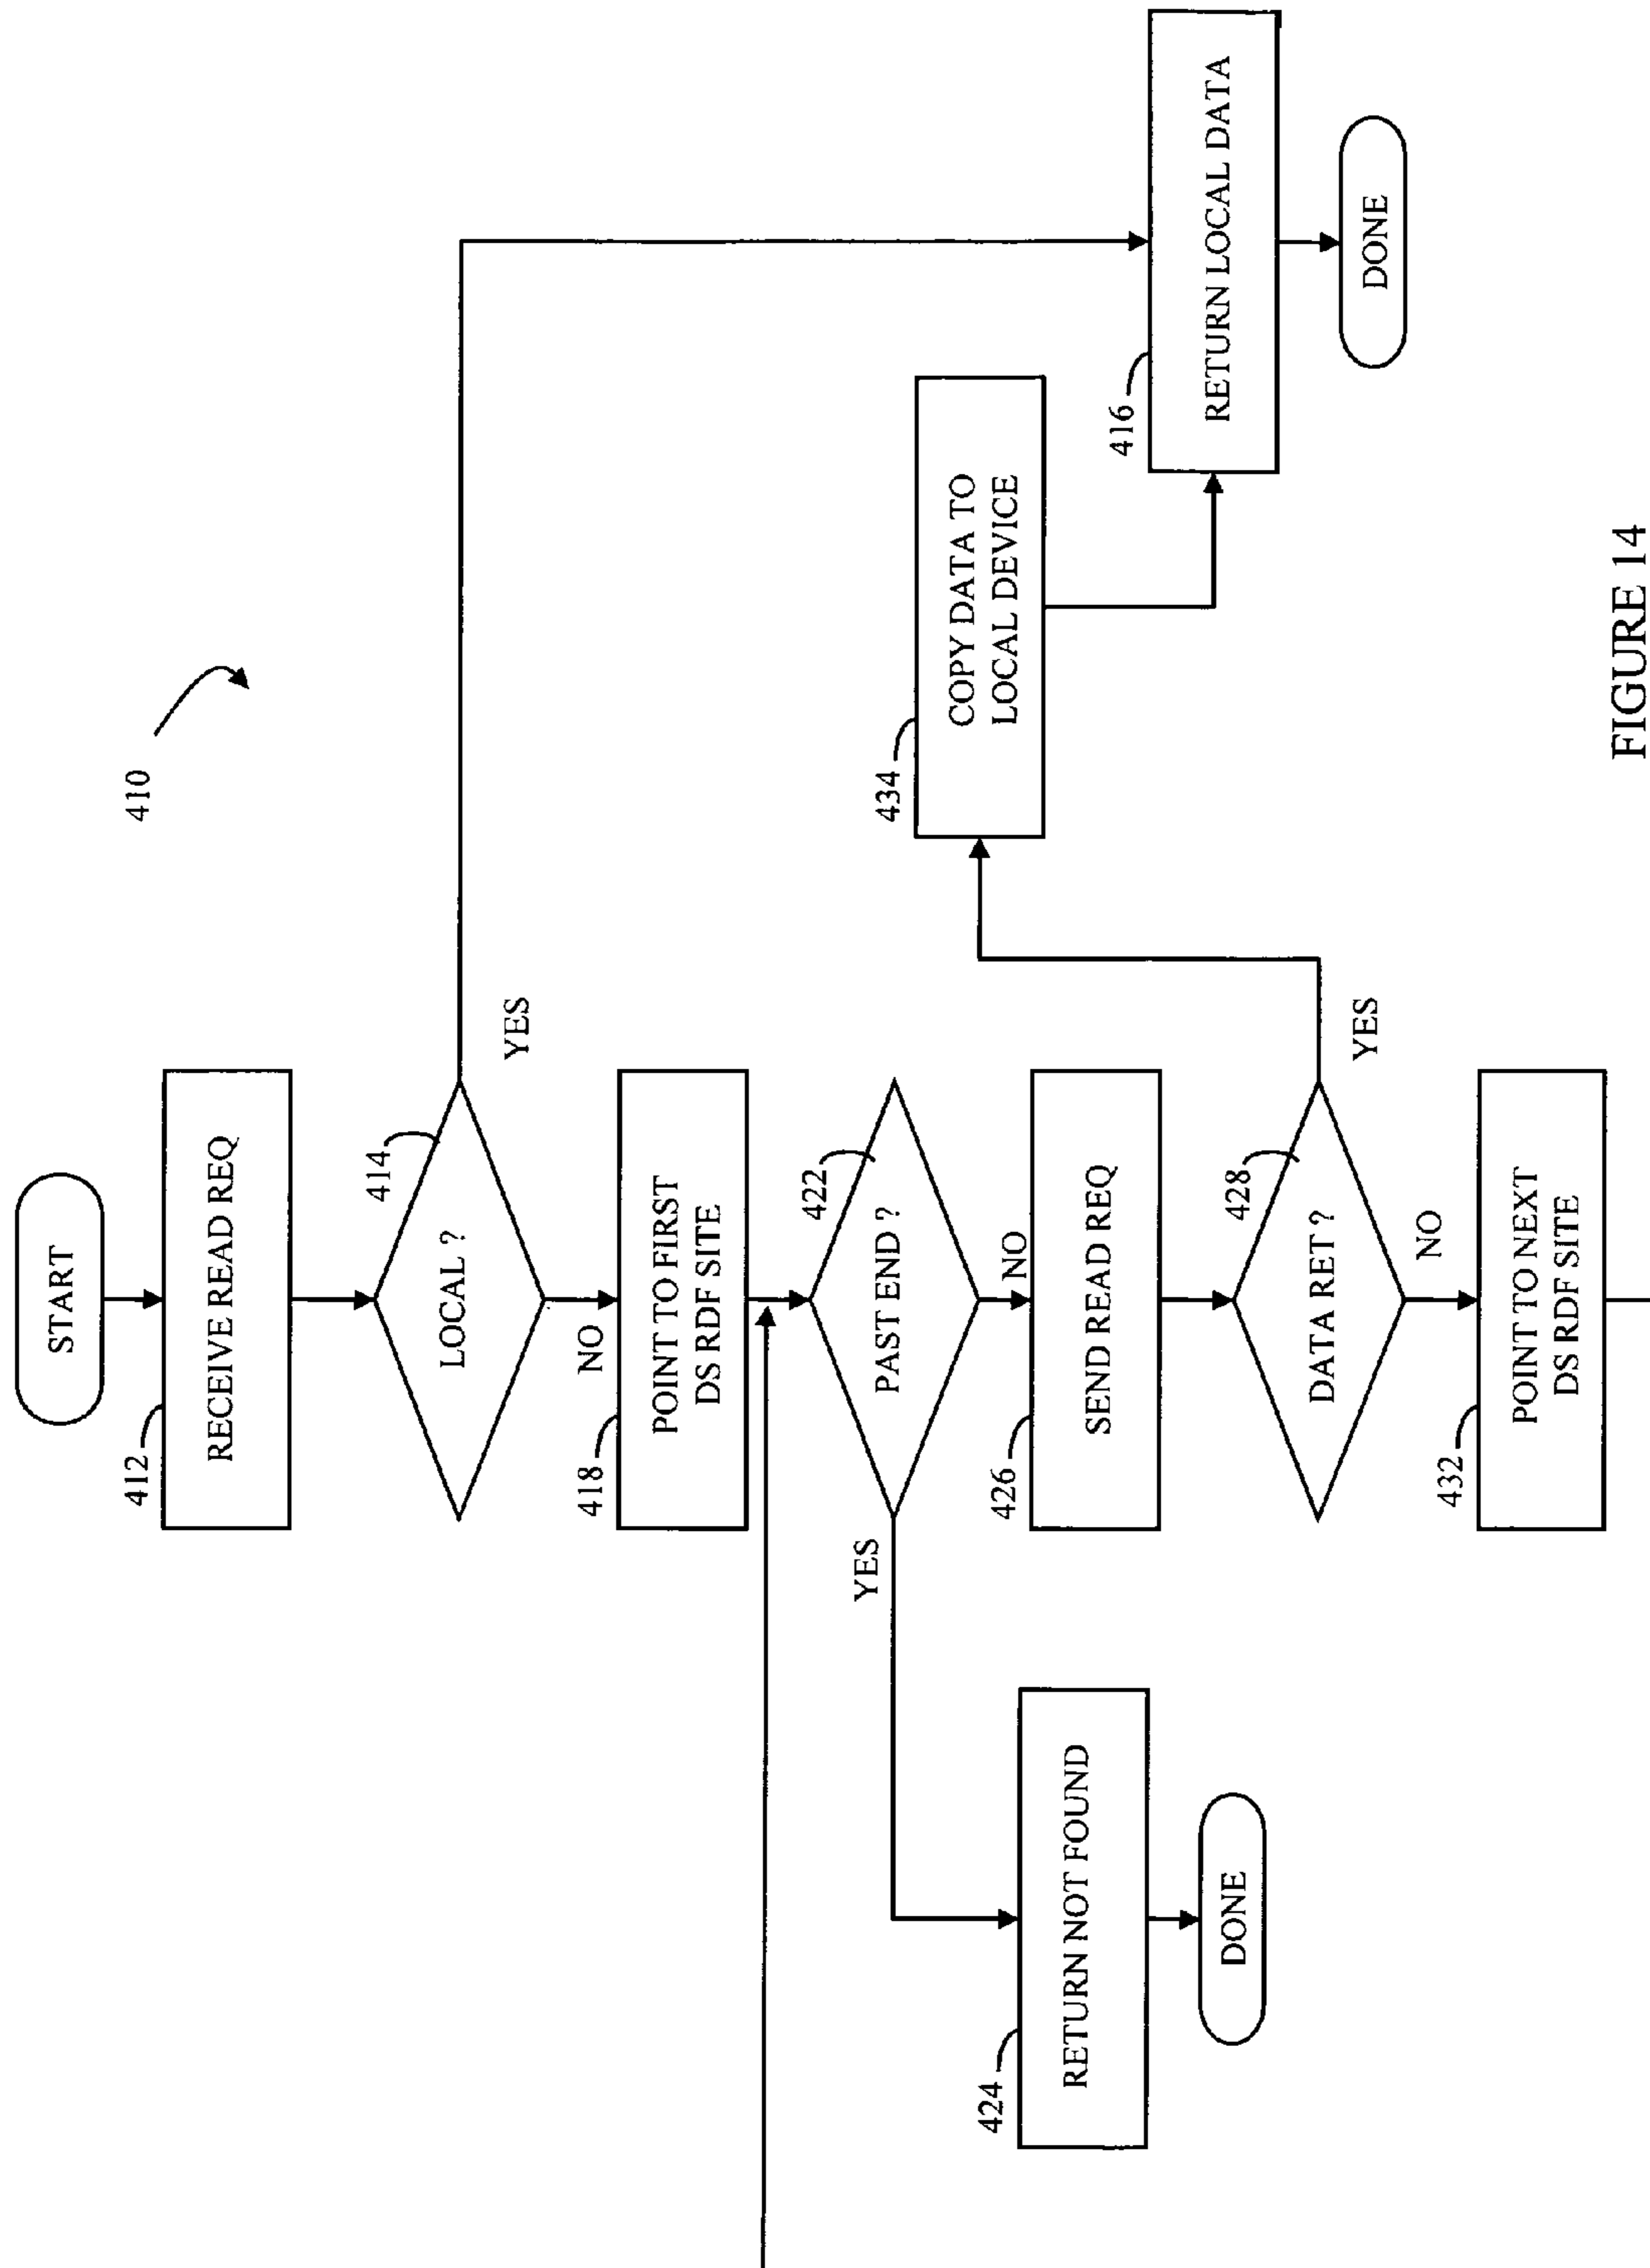 410
START
412
RECEIVE READ REQ
414
LOCAL ?
YES
NO
418
POINT TO FIRST
DS RDF SITE
422
PAST END ?
YES
NO
424
RETURN NOT FOUND
DONE
426
SEND READ REQ
428
DATA RET ?
YES
NO
432
POINT TO NEXT
DS RDF SITE
434
COPY DATA TO
LOCAL DEVICE
416
RETURN LOCAL DATA
DONE
FIGURE 14